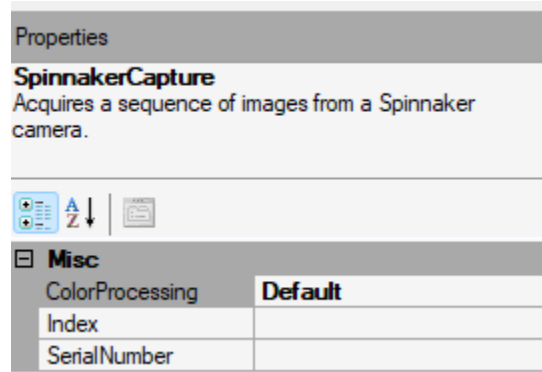 Properties
SpinnakerCapture
Acquires a sequence of images from a Spinnaker
camera.
A
Z
Misc
ColorProcessing Default
Index
SerialNumber